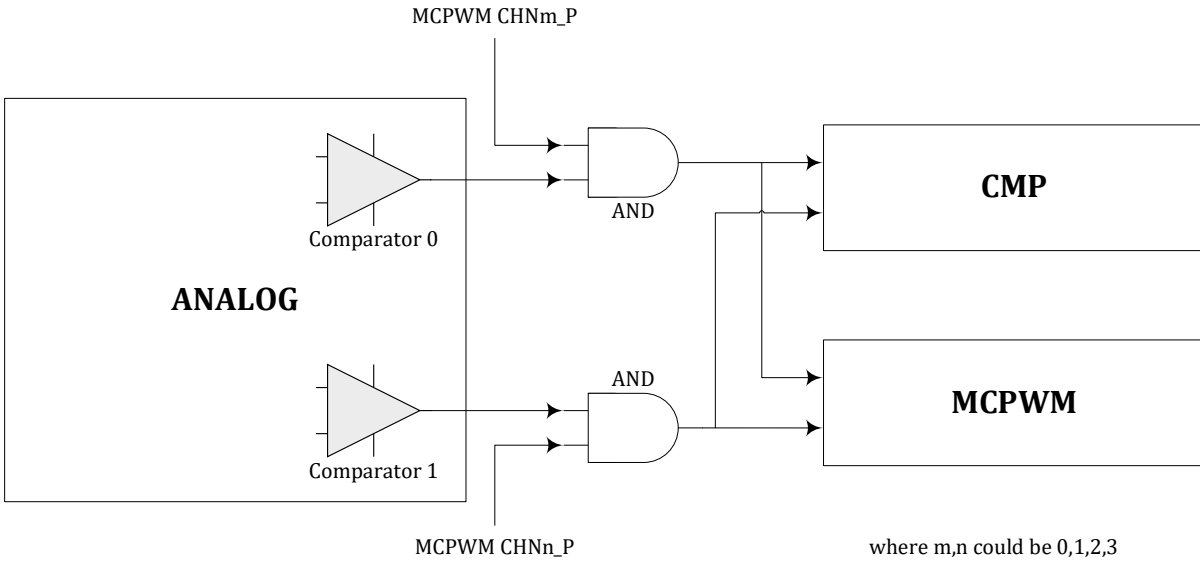 MCPWM CHNm_P
AND
CMP
Comparator 0
ANALOG
AND
MCPWM
Comparator 1
MCPWM CHNn_P
where m,n could be 0,1,2,3